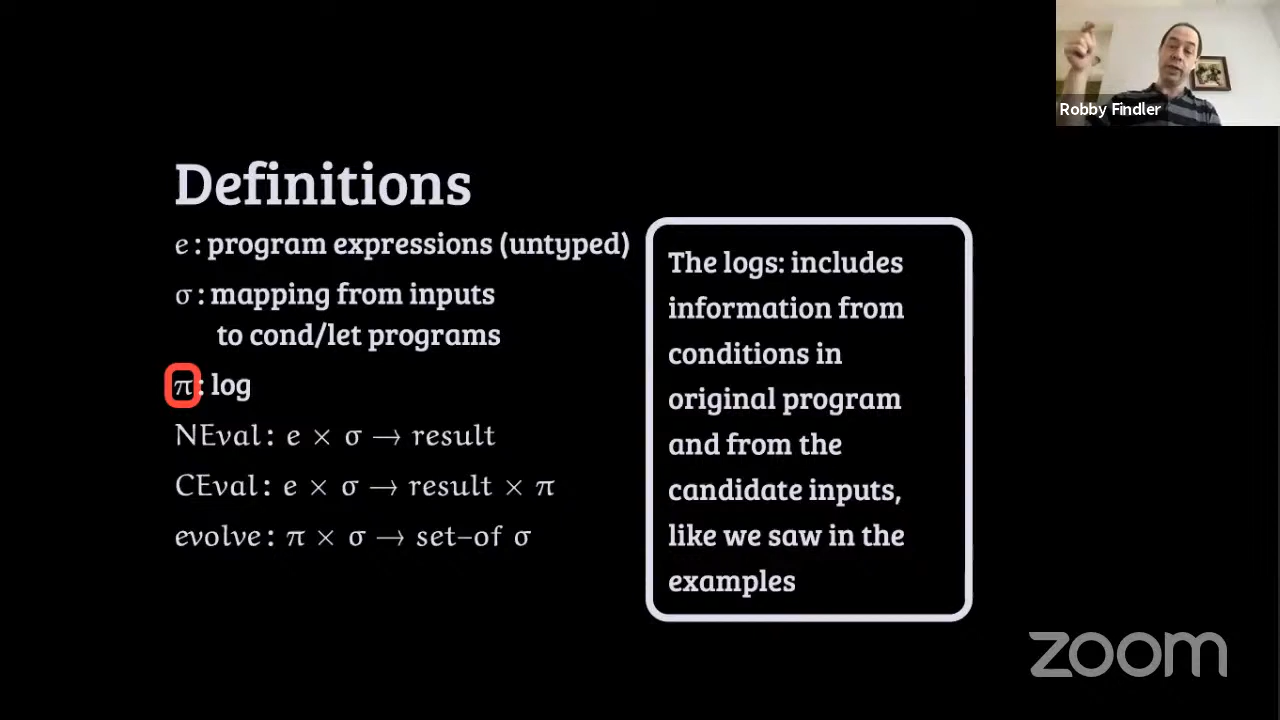 Robby Findler
Definitions
e : program expressions (untyped)
σ : mapping from inputs
to cond/let programs
π : log
NEval : e × σ → result
CEval : e × σ → result × π
evolve : π × σ → set–of σ
The logs: includes
information from
conditions in
original program
and from the
candidate inputs,
like we saw in the
examples
zoom